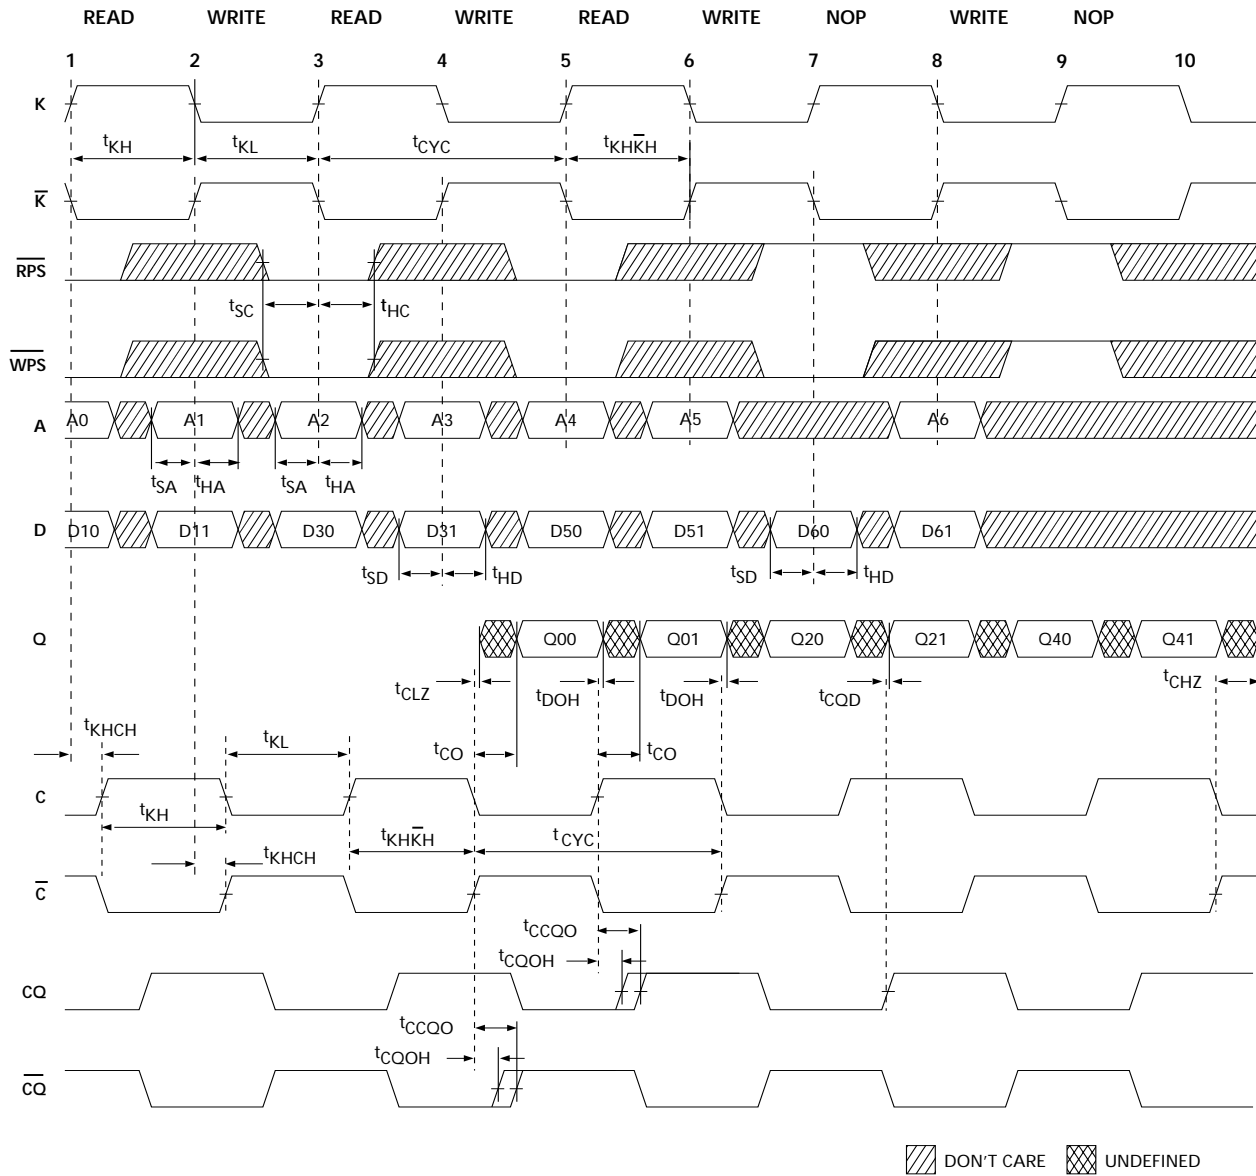 READ WRITE READ WRITE READ WRITE NOP WRITE NOP
1 2 3 4 5 6 7 8 9 10
K
tKH tKL tCYC tKHK̅H
K̅
R̅P̅S̅
tSC tHC
W̅P̅S̅
A A0 A1 A2 A3 A4 A5 A6
tSA tHA tSA tHA
D D10 D11 D30 D31 D50 D51 D60 D61
tSD tHD tSD tHD
Q Q00 Q01 Q20 Q21 Q40 Q41
tCLZ tDOH tDOH tCQD tCHZ
tKHCH tKL tCO tCO
C
tKH tKHK̅H tCYC
tKHCH
C̅
tCCQO
tCQOH
CQ
tCCQO
tCQOH
C̅Q̅
DON'T CARE UNDEFINED